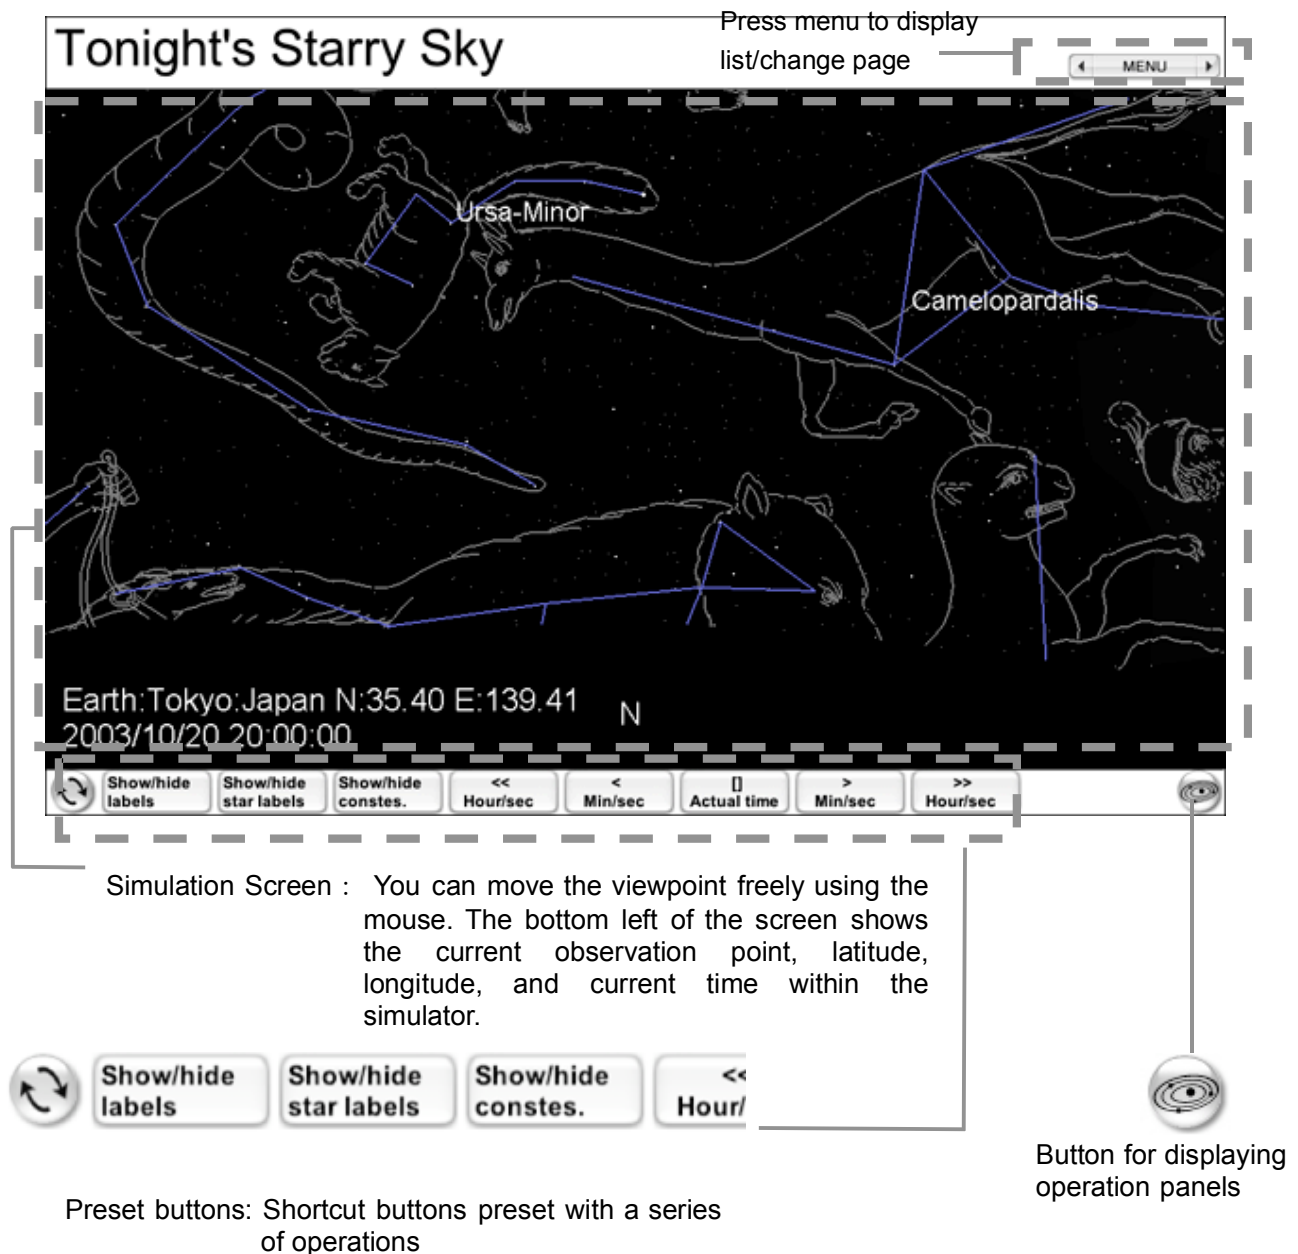 Press menu to display
list/change page
Tonight's Starry Sky
MENU
Ursa-Minor
Camelopardalis
Earth:Tokyo:Japan N:35.40 E:139.41
N
2003/10/20 20:00:00
Show/hide
labels
Show/hide
star labels
Show/hide
constes.
<<
Hour/sec
<
Min/sec
[]
Actual time
>
Min/sec
>>
Hour/sec
Simulation Screen : You can move the viewpoint freely using the
mouse. The bottom left of the screen shows
the current observation point, latitude,
longitude, and current time within the
simulator.
Show/hide
labels
Show/hide
star labels
Show/hide
constes.
<<
Hour/
Button for displaying
operation panels
Preset buttons: Shortcut buttons preset with a series
of operations